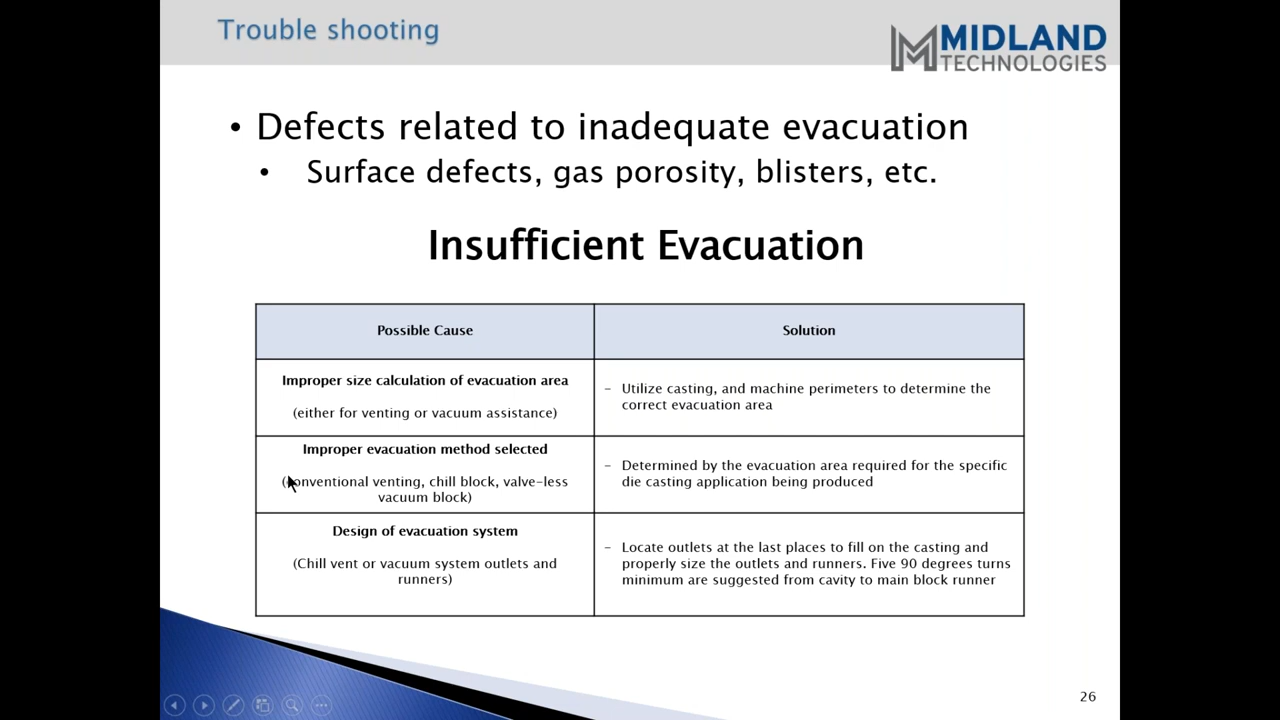 Trouble shooting
MIDLAND
TECHNOLOGIES
• Defects related to inadequate evacuation
• Surface defects, gas porosity, blisters, etc.
Insufficient Evacuation
Possible Cause
Solution
Improper size calculation of evacuation area
(either for venting or vacuum assistance)
– Utilize casting, and machine perimeters to determine the
correct evacuation area
Improper evacuation method selected
(conventional venting, chill block, valve-less
vacuum block)
– Determined by the evacuation area required for the specific
die casting application being produced
Design of evacuation system
(Chill vent or vacuum system outlets and
runners)
– Locate outlets at the last places to fill on the casting and
properly size the outlets and runners. Five 90 degrees turns
minimum are suggested from cavity to main block runner
26